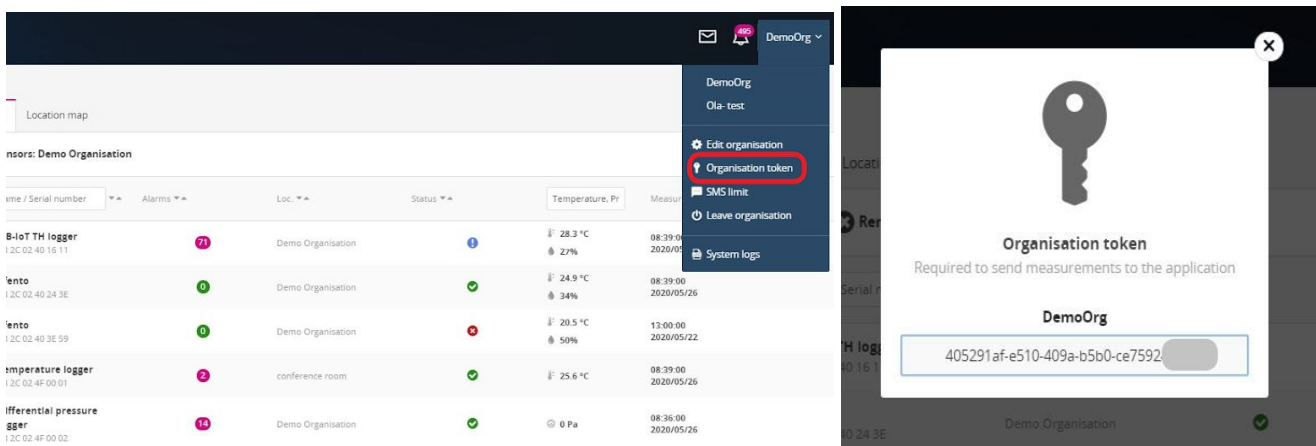 495
DemoOrg
DemoOrg
Ola- test
Location map
Edit organisation
nsors: Demo Organisation
Organisation token
SMS limit
ame / Serial number
Alarms
Loc.
Status
Temperature, Pr
Measur
Leave organisation
B-IoT TH logger
2C 02 40 16 11
71
Demo Organisation
28.3 °C
27%
08:39:0
2020/05
System logs
fento
2C 02 40 24 3E
0
Demo Organisation
24.9 °C
34%
08:39:00
2020/05/26
fento
2C 02 40 3E 59
0
Demo Organisation
20.5 °C
50%
13:00:00
2020/05/22
emperature logger
2C 02 4F 00 01
2
conference room
25.6 °C
08:39:00
2020/05/26
ifferential pressure
gger
2C 02 4F 00 02
14
Demo Organisation
0 Pa
08:36:00
2020/05/26
Locati
Rer
Serial n
TH logg
40 16 1
Organisation token
Required to send measurements to the application
DemoOrg
405291af-e510-409a-b5b0-ce7592
40 24 3E
Demo Organisation